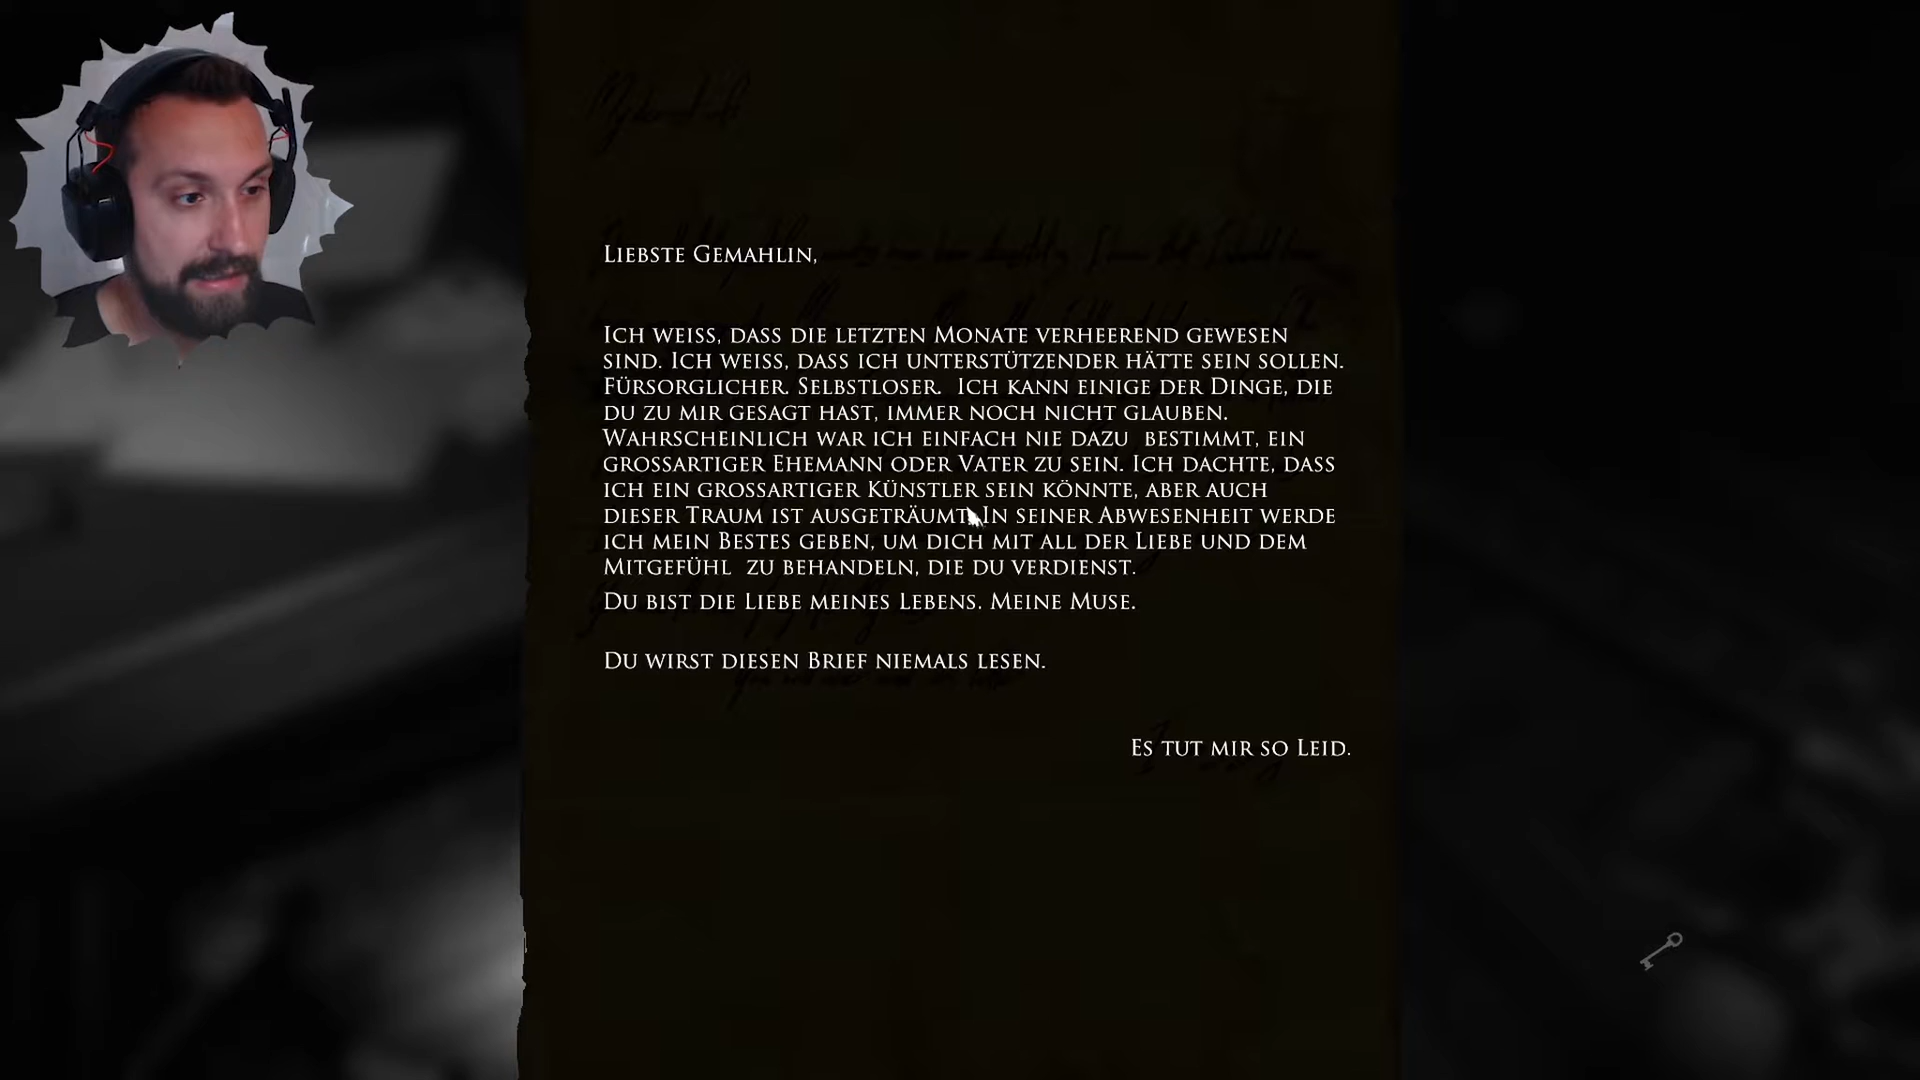 Liebste Gemahlin,
Ich weiss, dass die letzten Monate verheerend gewesen
sind. Ich weiss, dass ich unterstützender hätte sein sollen.
Fürsorglicher. Selbstloser. Ich kann einige der Dinge, die
du zu mir gesagt hast, immer noch nicht glauben.
Wahrscheinlich war ich einfach nie dazu bestimmt, ein
grossartiger Ehemann oder Vater zu sein. Ich dachte, dass
ich ein grossartiger Künstler sein könnte, aber auch
dieser Traum ist ausgeträumt. In seiner Abwesenheit werde
ich mein Bestes geben, um dich mit all der Liebe und dem
Mitgefühl zu behandeln, die du verdienst.
Du bist die Liebe meines Lebens. Meine Muse.
Du wirst diesen Brief niemals lesen.
Es tut mir so Leid.